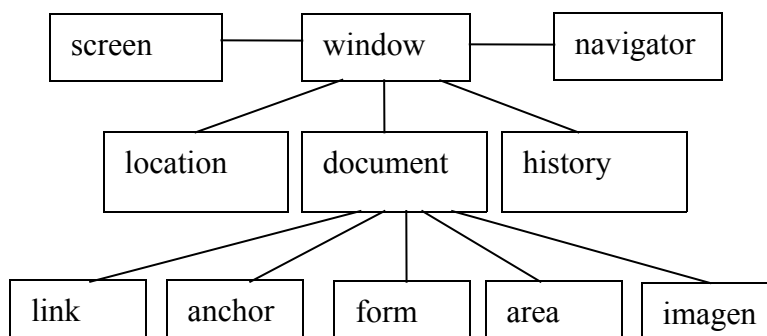 screen
window
navigator
location
document
history
link
anchor
form
area
imagen